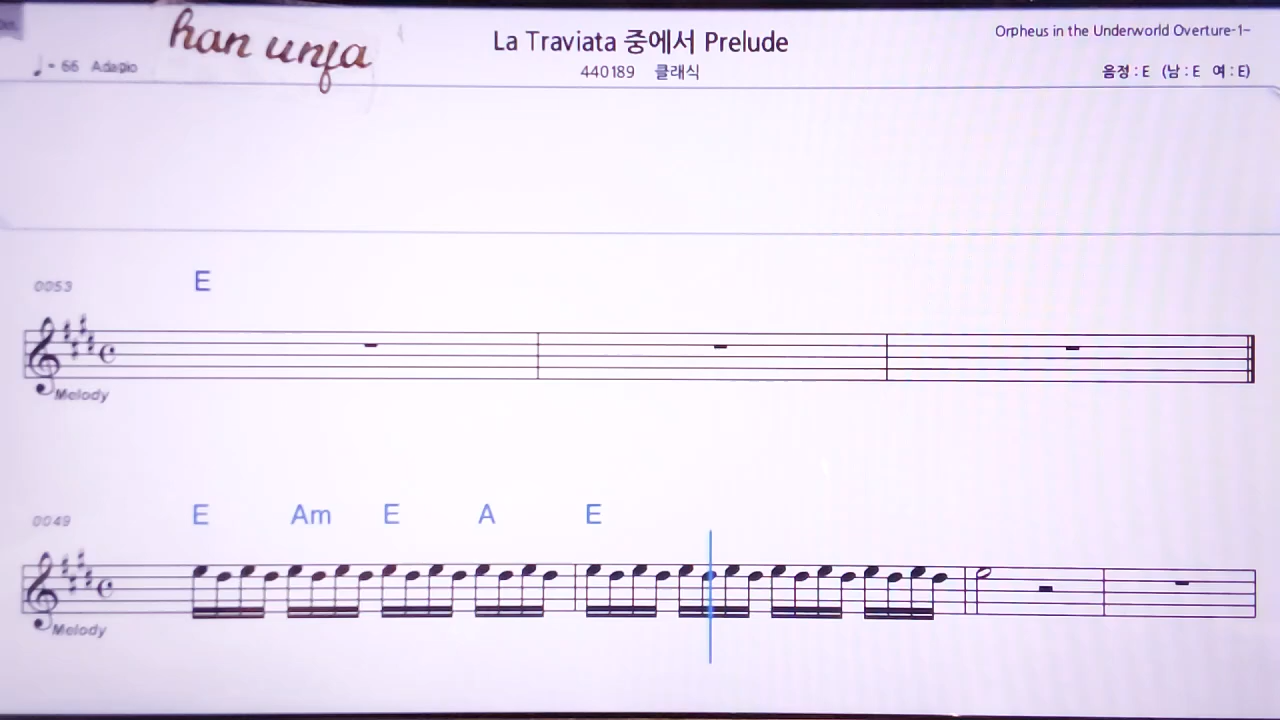 han unfa
La Traviata 중에서 Prelude
Orpheus in the Underworld Overture-1~
♩ = 66 Adagio
440189 클래식
음정 : E (남 : E 여 : E)
E
0053
Melody
E Am E A E
0049
Melody